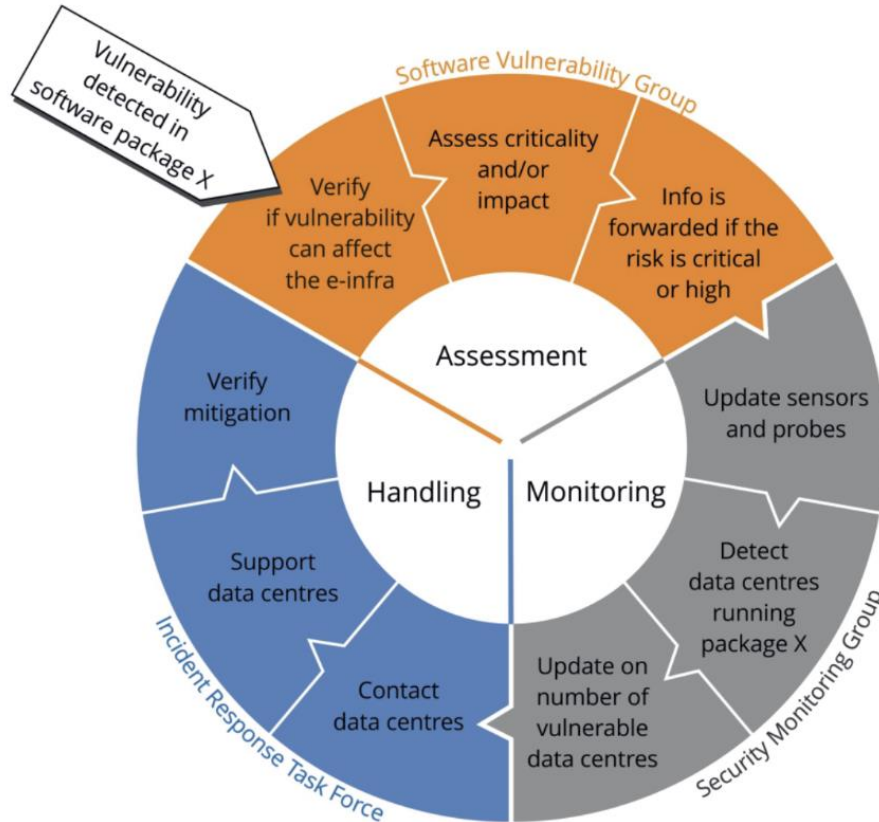 Vulnerability
detected in
software package X
Software Vulnerability Group
Verify
if vulnerability
can affect
the e-infra
Assess criticality
and/or
impact
Info is
forwarded if the
risk is critical
or high
Assessment
Update sensors
and probes
Detect
data centres
running
package X
Update on
number of
vulnerable
data centres
Monitoring
Security Monitoring Group
Contact
data centres
Support
data centres
Verify
mitigation
Handling
Incident Response Task Force